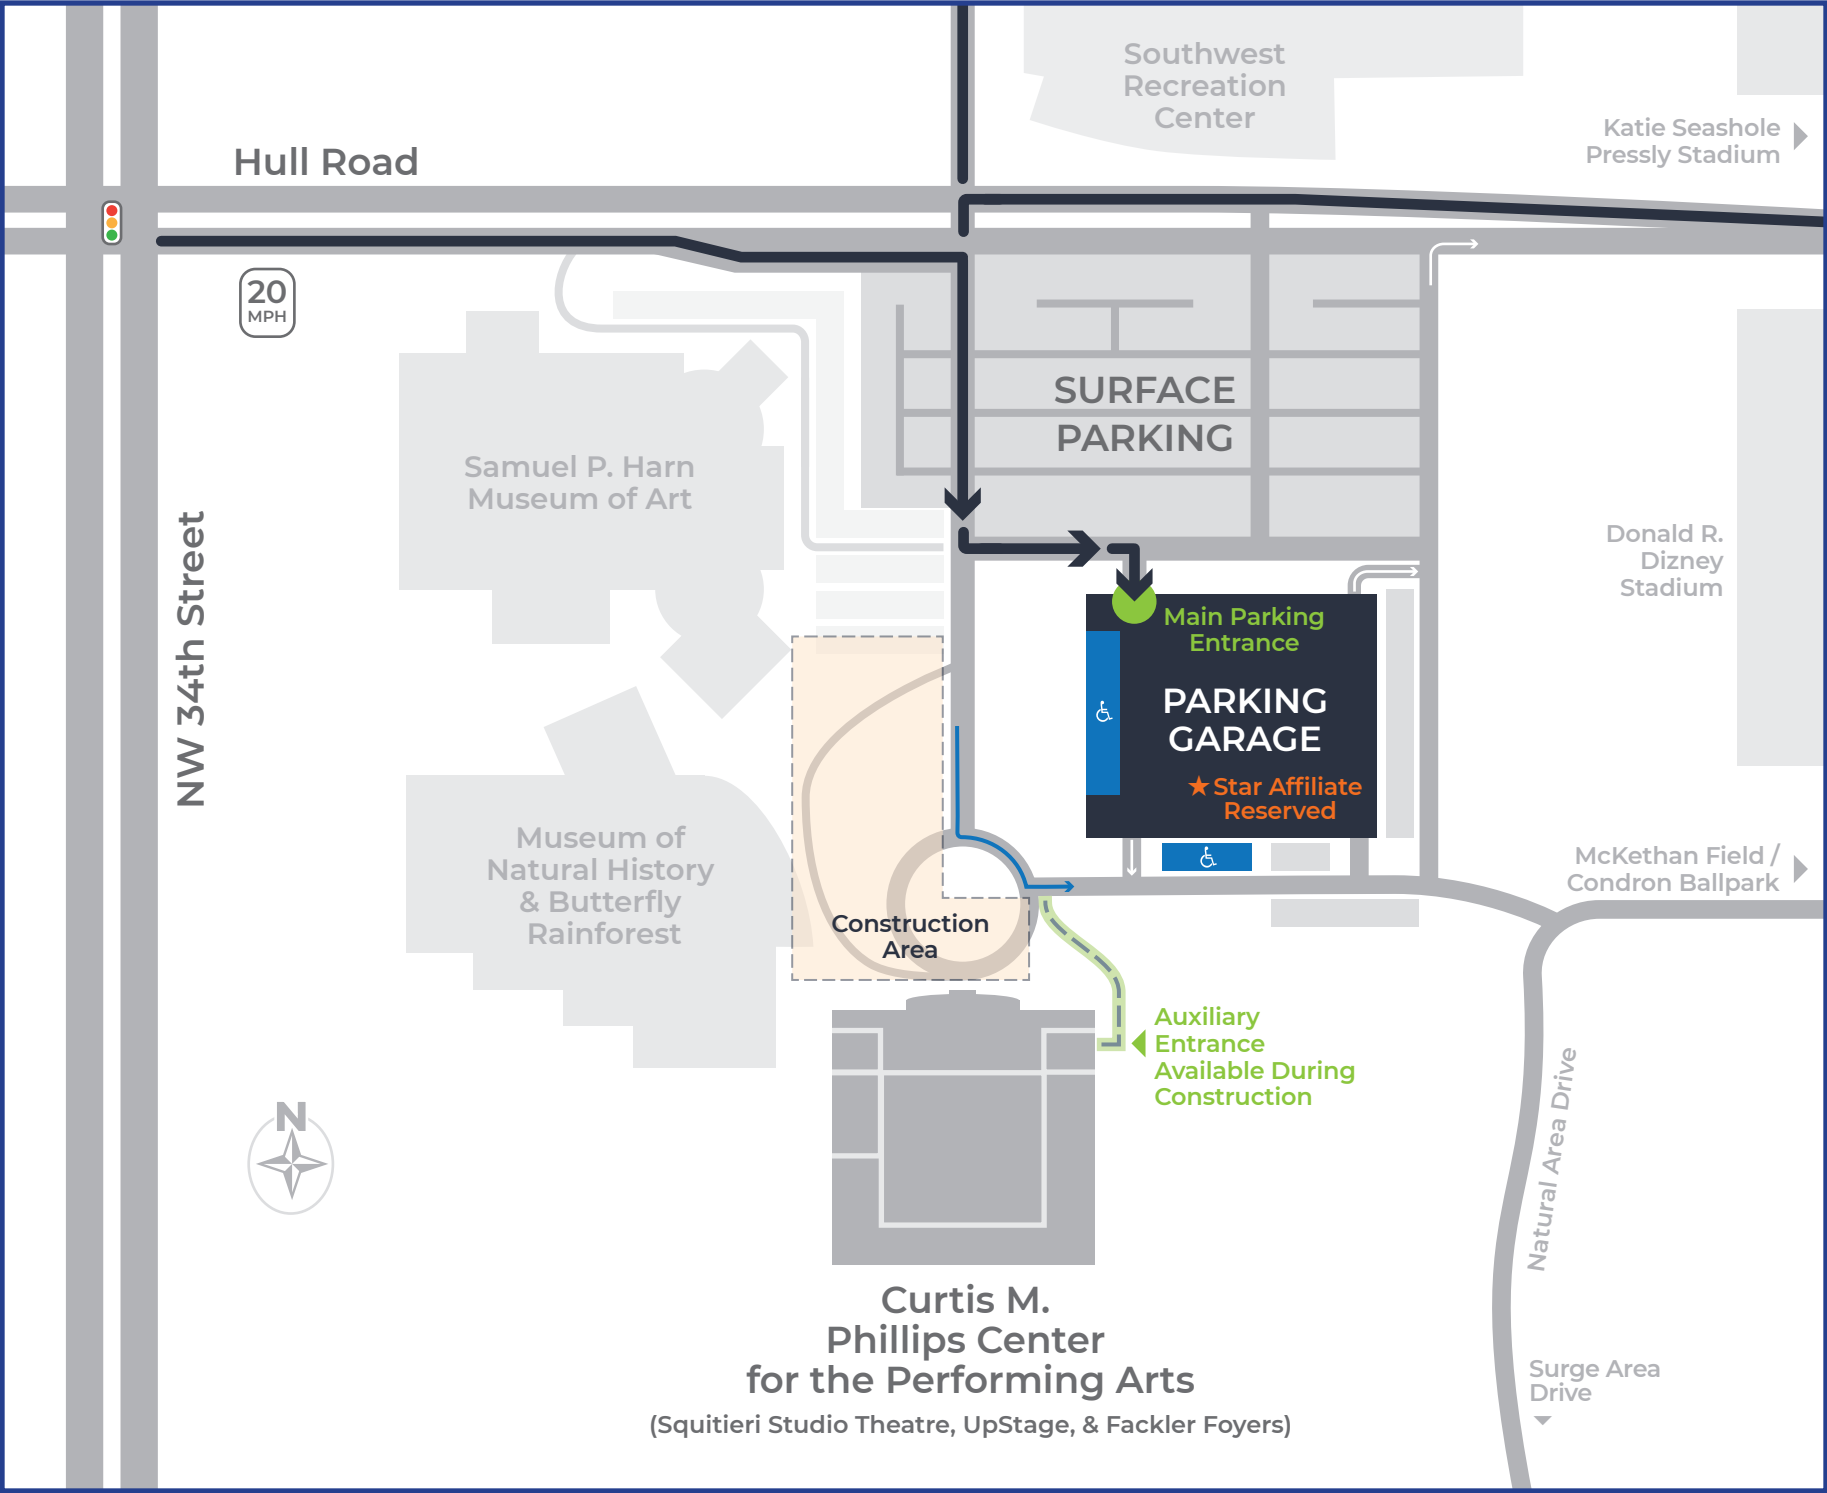 Southwest
Recreation
Center
Katie Seashole
Pressly Stadium
Hull Road
20
MPH
SURFACE
PARKING
Samuel P. Harn
Museum of Art
NW 34th Street
Donald R.
Dizney
Stadium
Main Parking
Entrance
PARKING
GARAGE
★ Star Affiliate
Reserved
Museum of
Natural History
& Butterfly
Rainforest
McKethan Field /
Condron Ballpark
Construction
Area
Auxiliary
Entrance
Available During
Construction
N
Natural Area Drive
Curtis M.
Phillips Center
for the Performing Arts
(Squitieri Studio Theatre, UpStage, & Fackler Foyers)
Surge Area
Drive